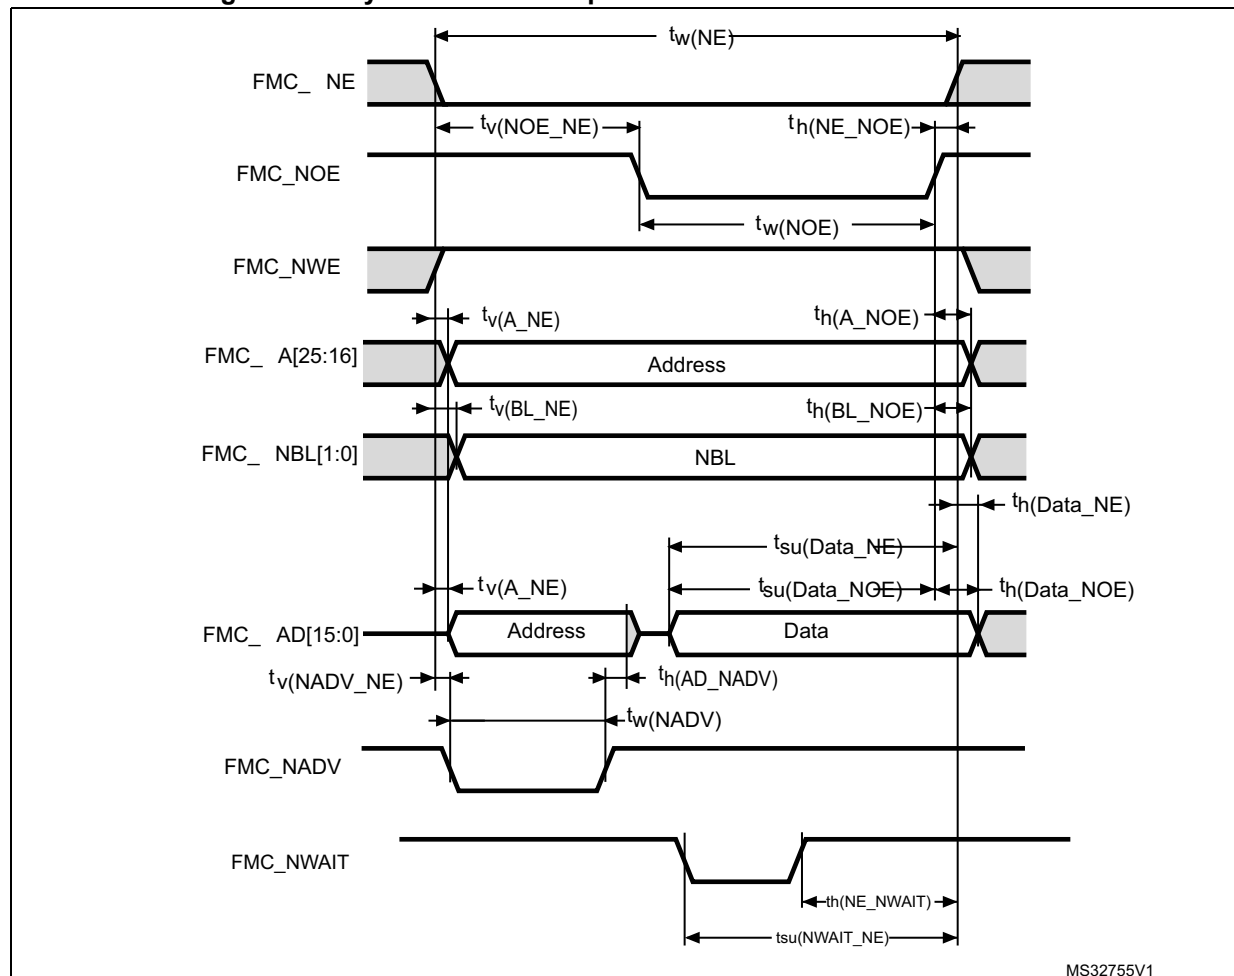 tw(NE)
FMC_ NE
tv(NOE_NE)
th(NE_NOE)
FMC_NOE
tw(NOE)
FMC_NWE
tv(A_NE)
th(A_NOE)
FMC_ A[25:16]
Address
tv(BL_NE)
th(BL_NOE)
FMC_ NBL[1:0]
NBL
th(Data_NE)
tsu(Data_NE)
tv(A_NE)
tsu(Data_NOE)
th(Data_NOE)
FMC_ AD[15:0]
Address
Data
tv(NADV_NE)
th(AD_NADV)
tw(NADV)
FMC_NADV
FMC_NWAIT
th(NE_NWAIT)
tsu(NWAIT_NE)
MS32755V1